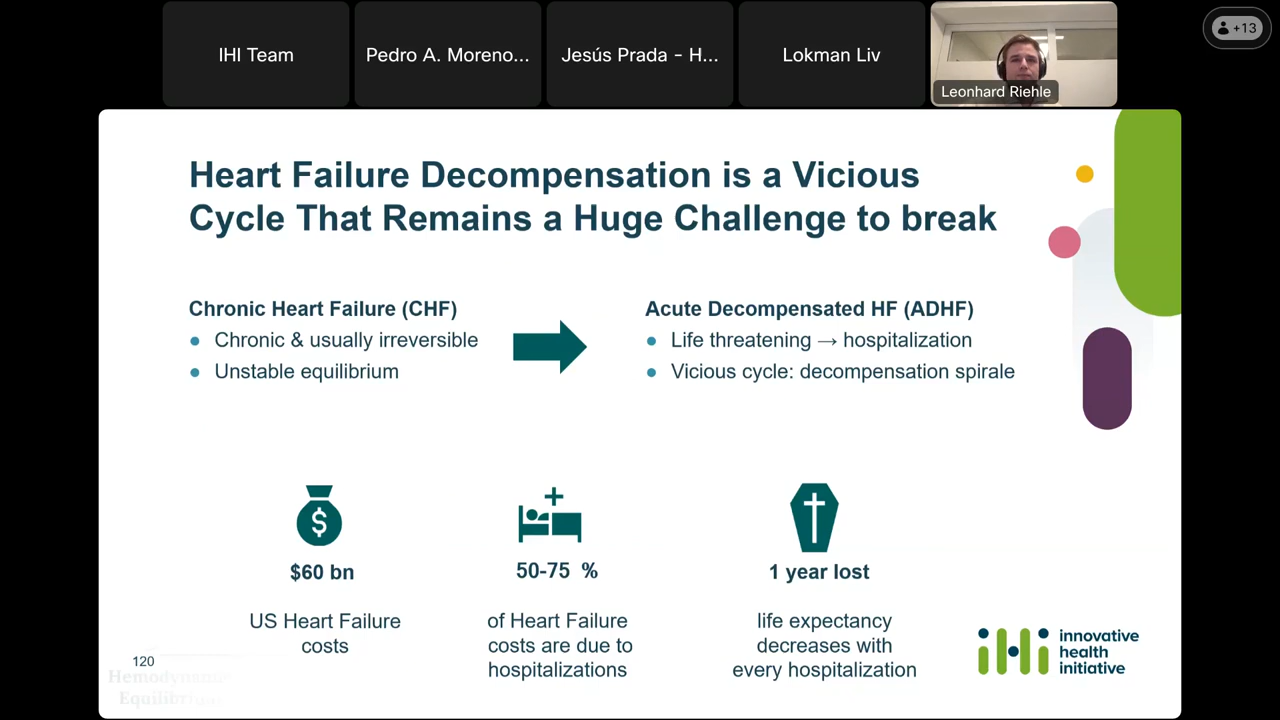 IHI Team
Pedro A. Moreno...
Jesús Prada - H...
Lokman Liv
Leonhard Riehle
+13
Heart Failure Decompensation is a Vicious
Cycle That Remains a Huge Challenge to break
Chronic Heart Failure (CHF)
• Chronic & usually irreversible
• Unstable equilibrium
Acute Decompensated HF (ADHF)
• Life threatening → hospitalization
• Vicious cycle: decompensation spirale
$
$60 bn
US Heart Failure
costs
50-75 %
of Heart Failure
costs are due to
hospitalizations
1 year lost
life expectancy
decreases with
every hospitalization
120
iHi
innovative
health
initiative